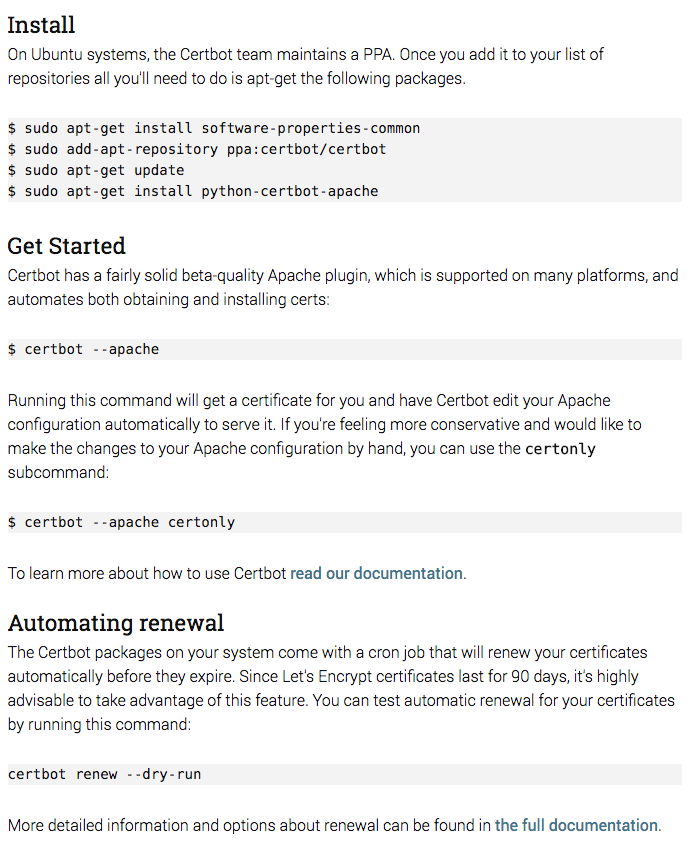 Install
On Ubuntu systems, the Certbot team maintains a PPA. Once you add it to your list of
repositories all you'll need to do is apt-get the following packages.
$ sudo apt-get install software-properties-common
$ sudo add-apt-repository ppa:certbot/certbot
$ sudo apt-get update
$ sudo apt-get install python-certbot-apache
Get Started
Certbot has a fairly solid beta-quality Apache plugin, which is supported on many platforms, and
automates both obtaining and installing certs:
$ certbot --apache
Running this command will get a certificate for you and have Certbot edit your Apache
configuration automatically to serve it. If you're feeling more conservative and would like to
make the changes to your Apache configuration by hand, you can use the certonly
subcommand:
$ certbot --apache certonly
To learn more about how to use Certbot read our documentation.
Automating renewal
The Certbot packages on your system come with a cron job that will renew your certificates
automatically before they expire. Since Let's Encrypt certificates last for 90 days, it's highly
advisable to take advantage of this feature. You can test automatic renewal for your certificates
by running this command:
certbot renew --dry-run
More detailed information and options about renewal can be found in the full documentation.